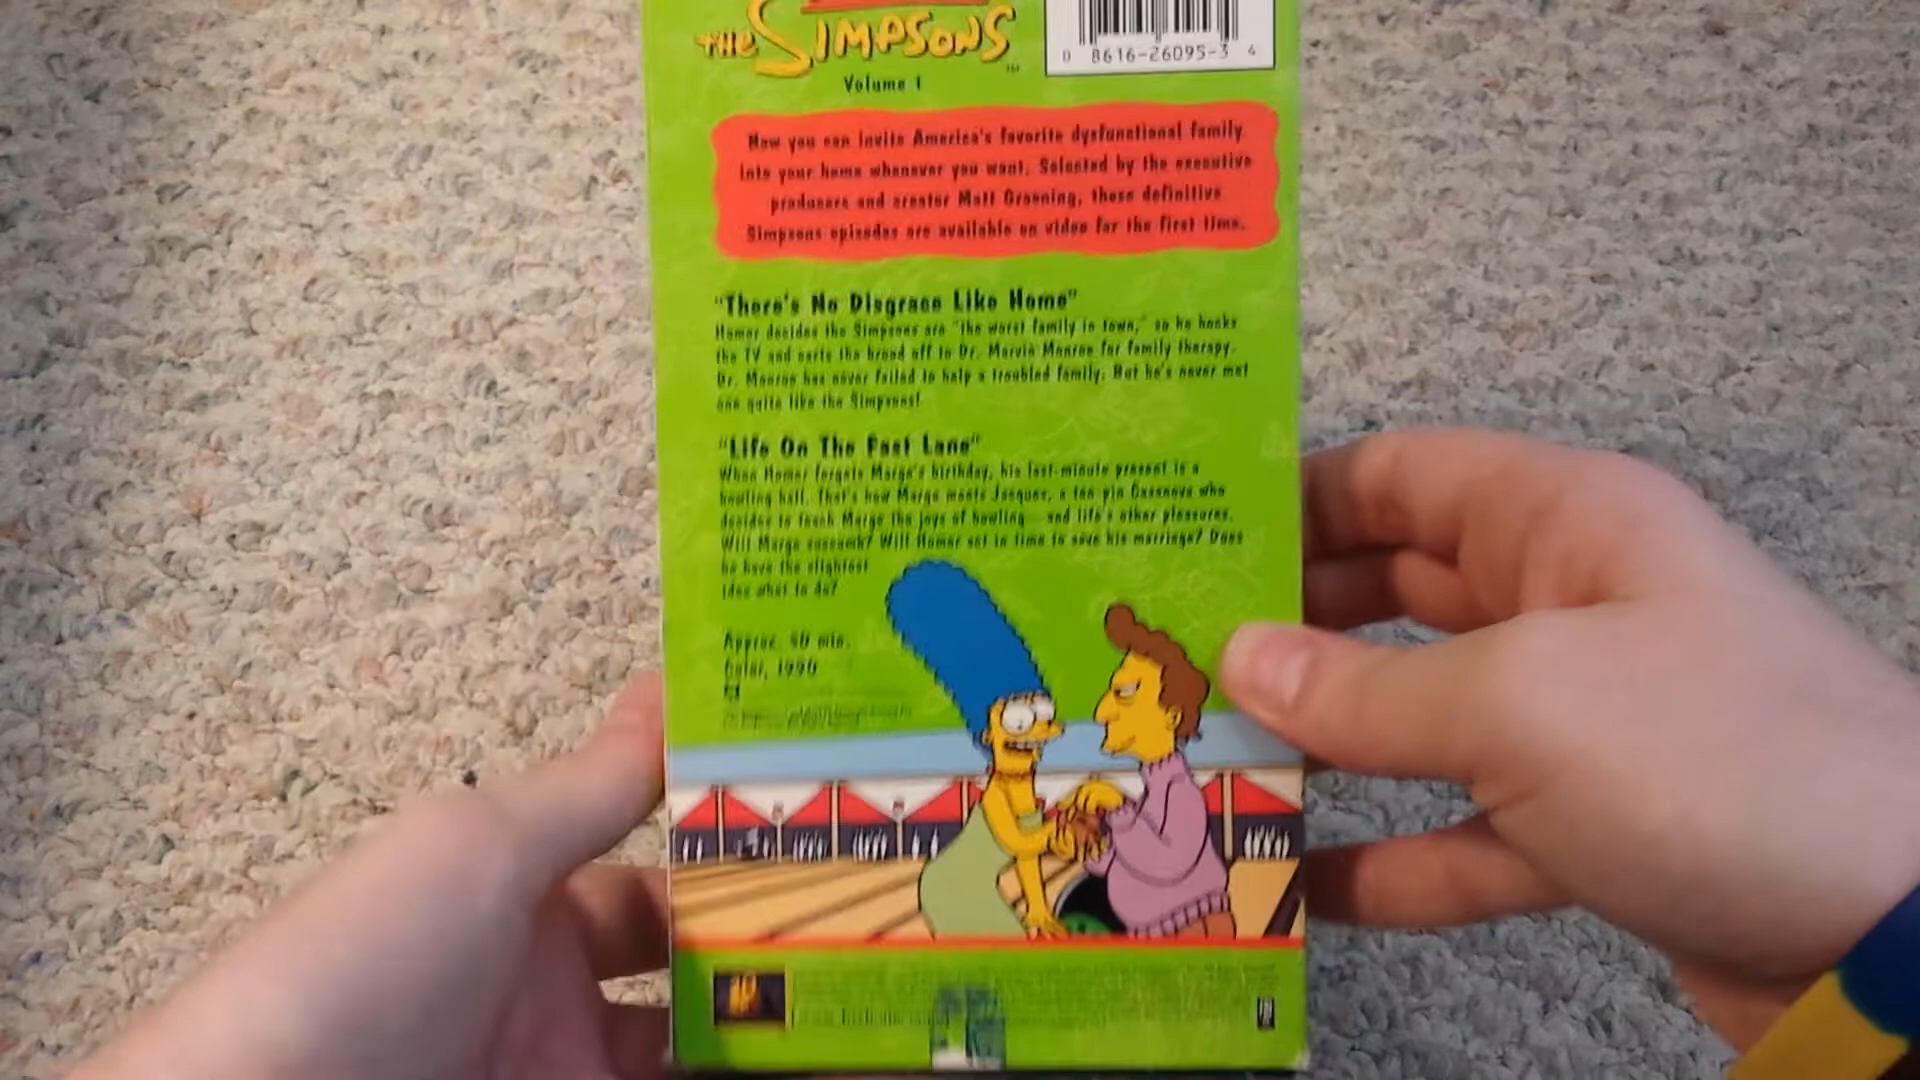 THE SIMPSONS™
Volume 1
0 8616-26095-3 4
Now you can invite America's favorite dysfunctional family
into your home whenever you want. Selected by the executive
producers and creator Matt Groening, these definitive
Simpsons episodes are available on video for the first time.
"There's No Disgrace Like Home"
Homer decides the Simpsons are "the worst family in town," so he hocks
the TV and carts the brood off to Dr. Marvin Monroe for family therapy.
Dr. Monroe has never failed to help a troubled family. But he's never met
one quite like the Simpsons!
"Life On The Fast Lane"
When Homer forgets Marge's birthday, his last-minute present is a
bowling ball. That's how Marge meets Jacques, a ten pin Casanova who
decides to teach Marge the joys of bowling and life's other pleasures.
Will Marge succumb? Will Homer act in time to save his marriage? Does
he have the slightest
idea what to do?
Approx. 50 min.
Color, 1990